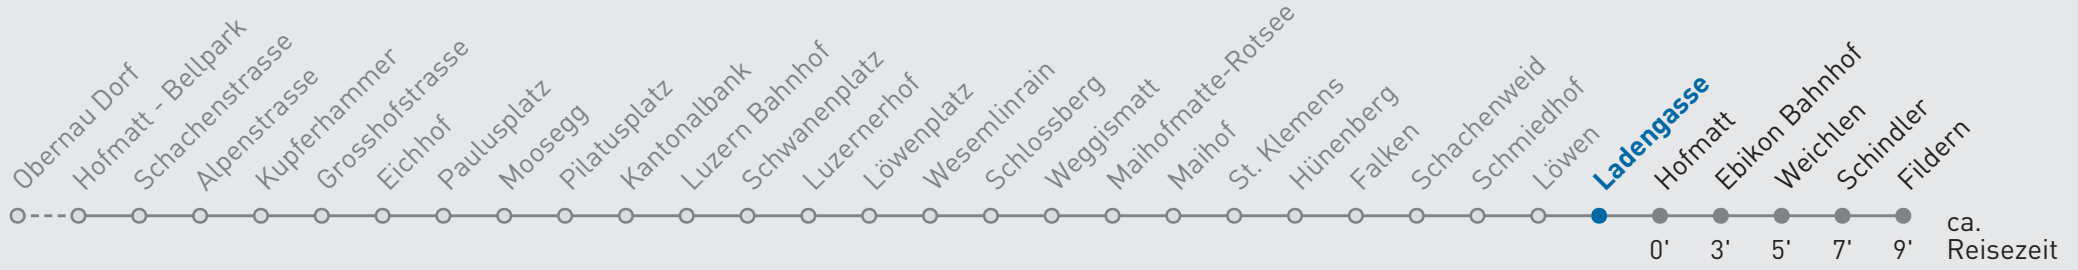 Obernau Dorf
Hofmatt - Bellpark
Schachenstrasse
Alpenstrasse
Kupferhammer
Grosshofstrasse
Eichhof
Paulusplatz
Moosegg
Pilatusplatz
Kantonalbank
Luzern Bahnhof
Schwanenplatz
Luzernerhof
Löwenplatz
Wesemlinrain
Schlossberg
Weggismatt
Maihofmatte-Rotsee
Maihof
St. Klemens
Hünenberg
Falken
Schachenweid
Schmiedhof
Löwen
Ladengasse
Hofmatt
Ebikon Bahnhof
Weichlen
Schindler
Fildern
ca.
0' 3' 5' 7' 9' Reisezeit